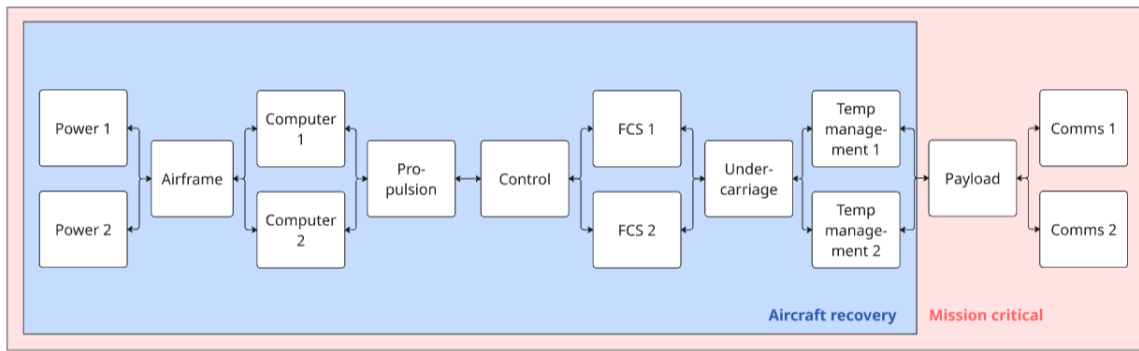 Power 1
Power 2
Airframe
Computer
1
Computer
2
Pro-
pulsion
Control
FCS 1
FCS 2
Under-
carriage
Temp
manage-
ment 1
Temp
manage-
ment 2
Payload
Comms 1
Comms 2
Aircraft recovery
Mission critical